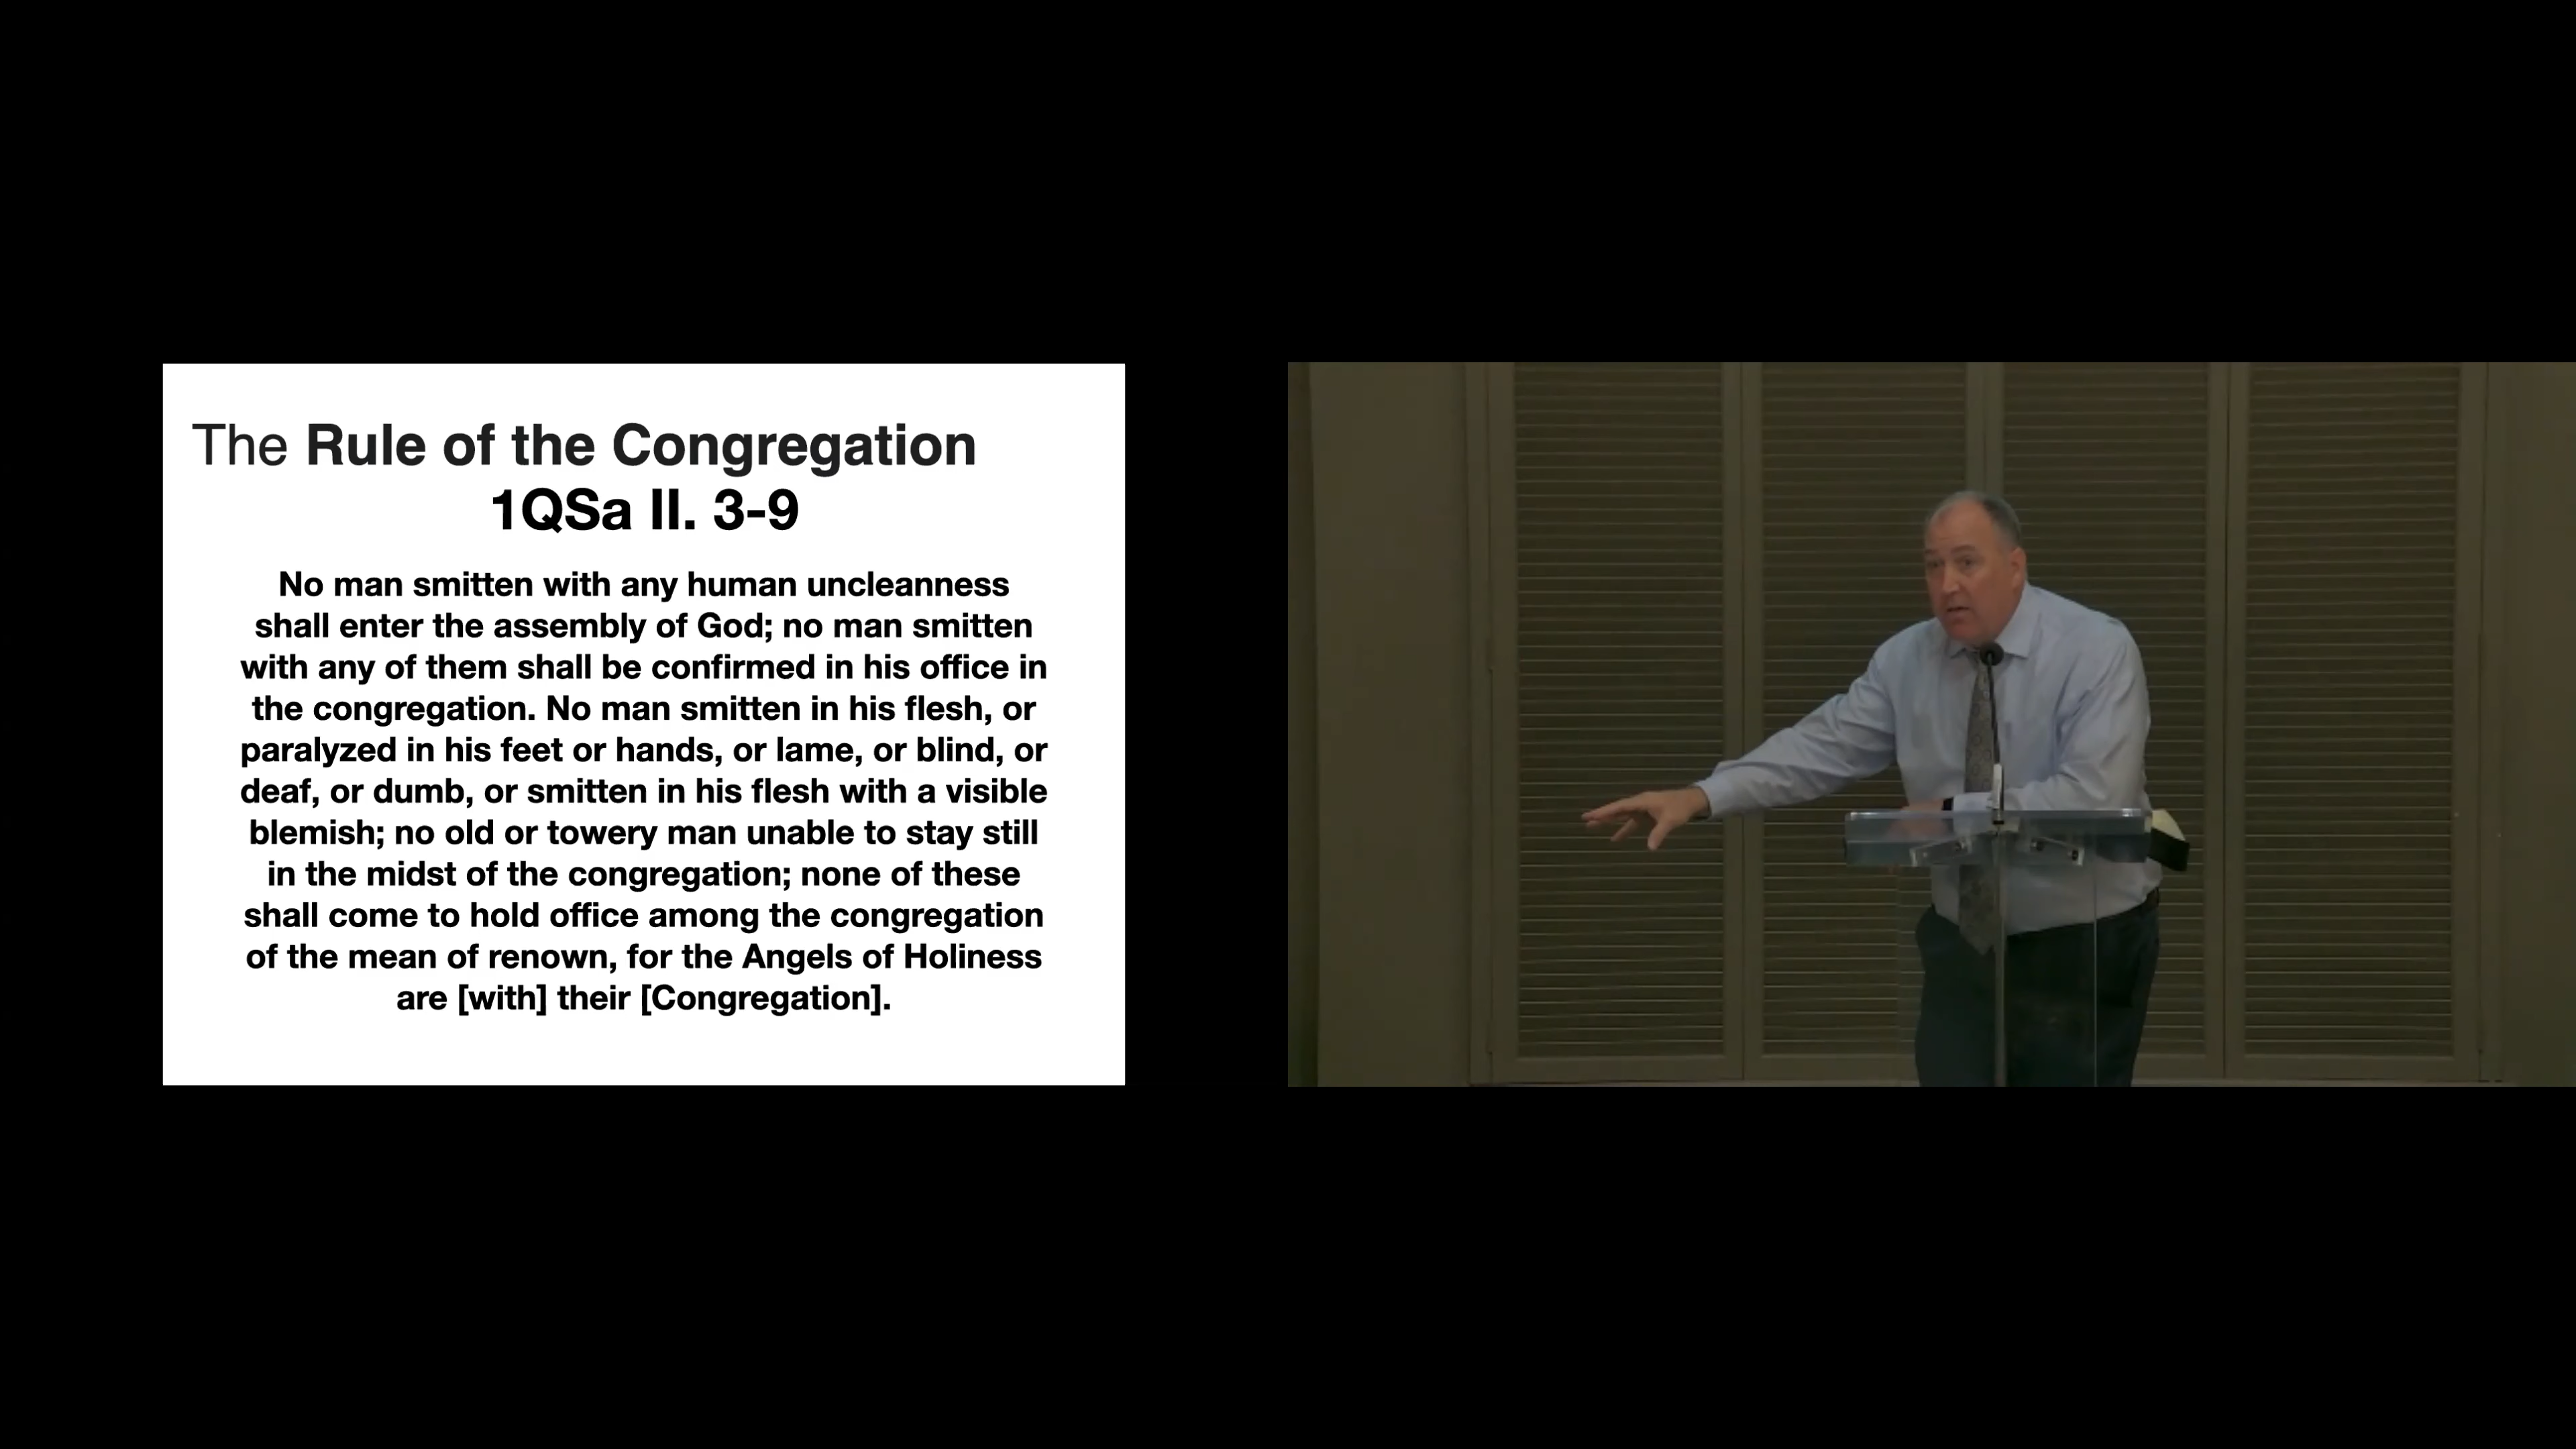 The Rule of the Congregation
1QSa II. 3-9
No man smitten with any human uncleanness
shall enter the assembly of God; no man smitten
with any of them shall be confirmed in his office in
the congregation. No man smitten in his flesh, or
paralyzed in his feet or hands, or lame, or blind, or
deaf, or dumb, or smitten in his flesh with a visible
blemish; no old or towery man unable to stay still
in the midst of the congregation; none of these
shall come to hold office among the congregation
of the mean of renown, for the Angels of Holiness
are [with] their [Congregation].